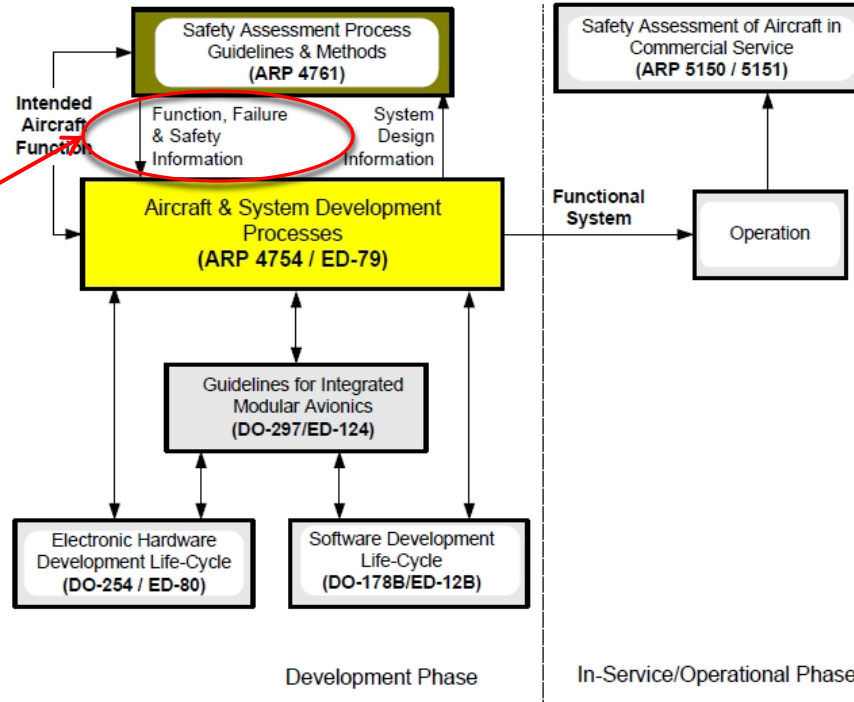 Safety Assessment Process
Guidelines & Methods
(ARP 4761)
Safety Assessment of Aircraft in
Commercial Service
(ARP 5150 / 5151)
Intended
Aircraft
Function
Function, Failure
& Safety
Information
System
Design
Information
Aircraft & System Development
Processes
(ARP 4754 / ED-79)
Functional
System
Operation
Guidelines for Integrated
Modular Avionics
(DO-297/ED-124)
Electronic Hardware
Development Life-Cycle
(DO-254 / ED-80)
Software Development
Life-Cycle
(DO-178B/ED-12B)
Development Phase
In-Service/Operational Phase